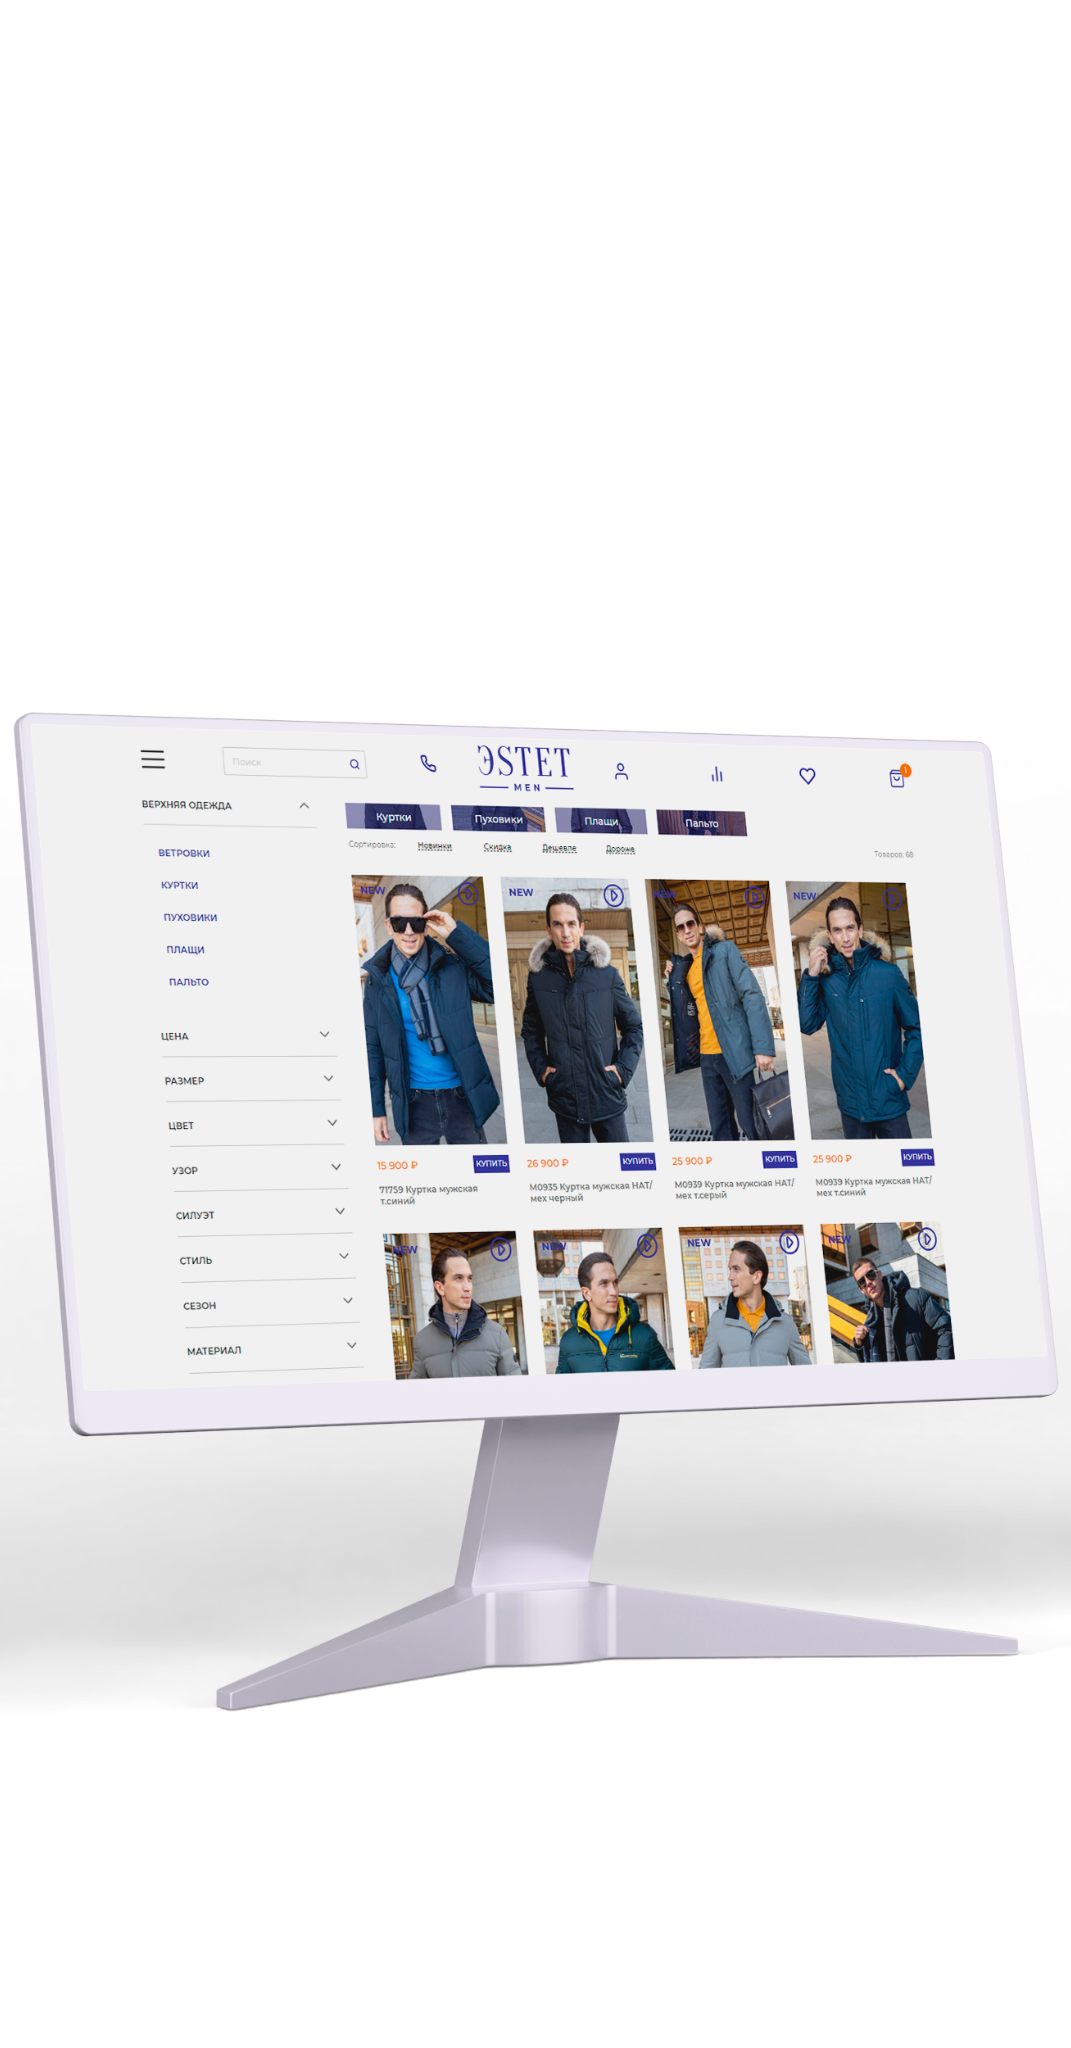 Поиск
ЭSTET
MEN
1
ВЕРХНЯЯ ОДЕЖДА
ВЕТРОВКИ
КУРТКИ
ПУХОВИКИ
ПЛАЩИ
ПАЛЬТО
ЦЕНА
РАЗМЕР
ЦВЕТ
УЗОР
СИЛУЭТ
СТИЛЬ
СЕЗОН
МАТЕРИАЛ
Куртки Пуховики Плащи Пальто
Сортировка: Новинки Скидка Дешевле Дороже
Товаров: 68
NEW NEW NEW NEW
15 900 ₽ КУПИТЬ
71759 Куртка мужская
т.синий
26 900 ₽ КУПИТЬ
М0935 Куртка мужская НАТ/
мех черный
25 900 ₽ КУПИТЬ
М0939 Куртка мужская НАТ/
мех т.серый
25 900 ₽ КУПИТЬ
М0939 Куртка мужская НАТ/
мех т.синий
NEW NEW NEW NEW